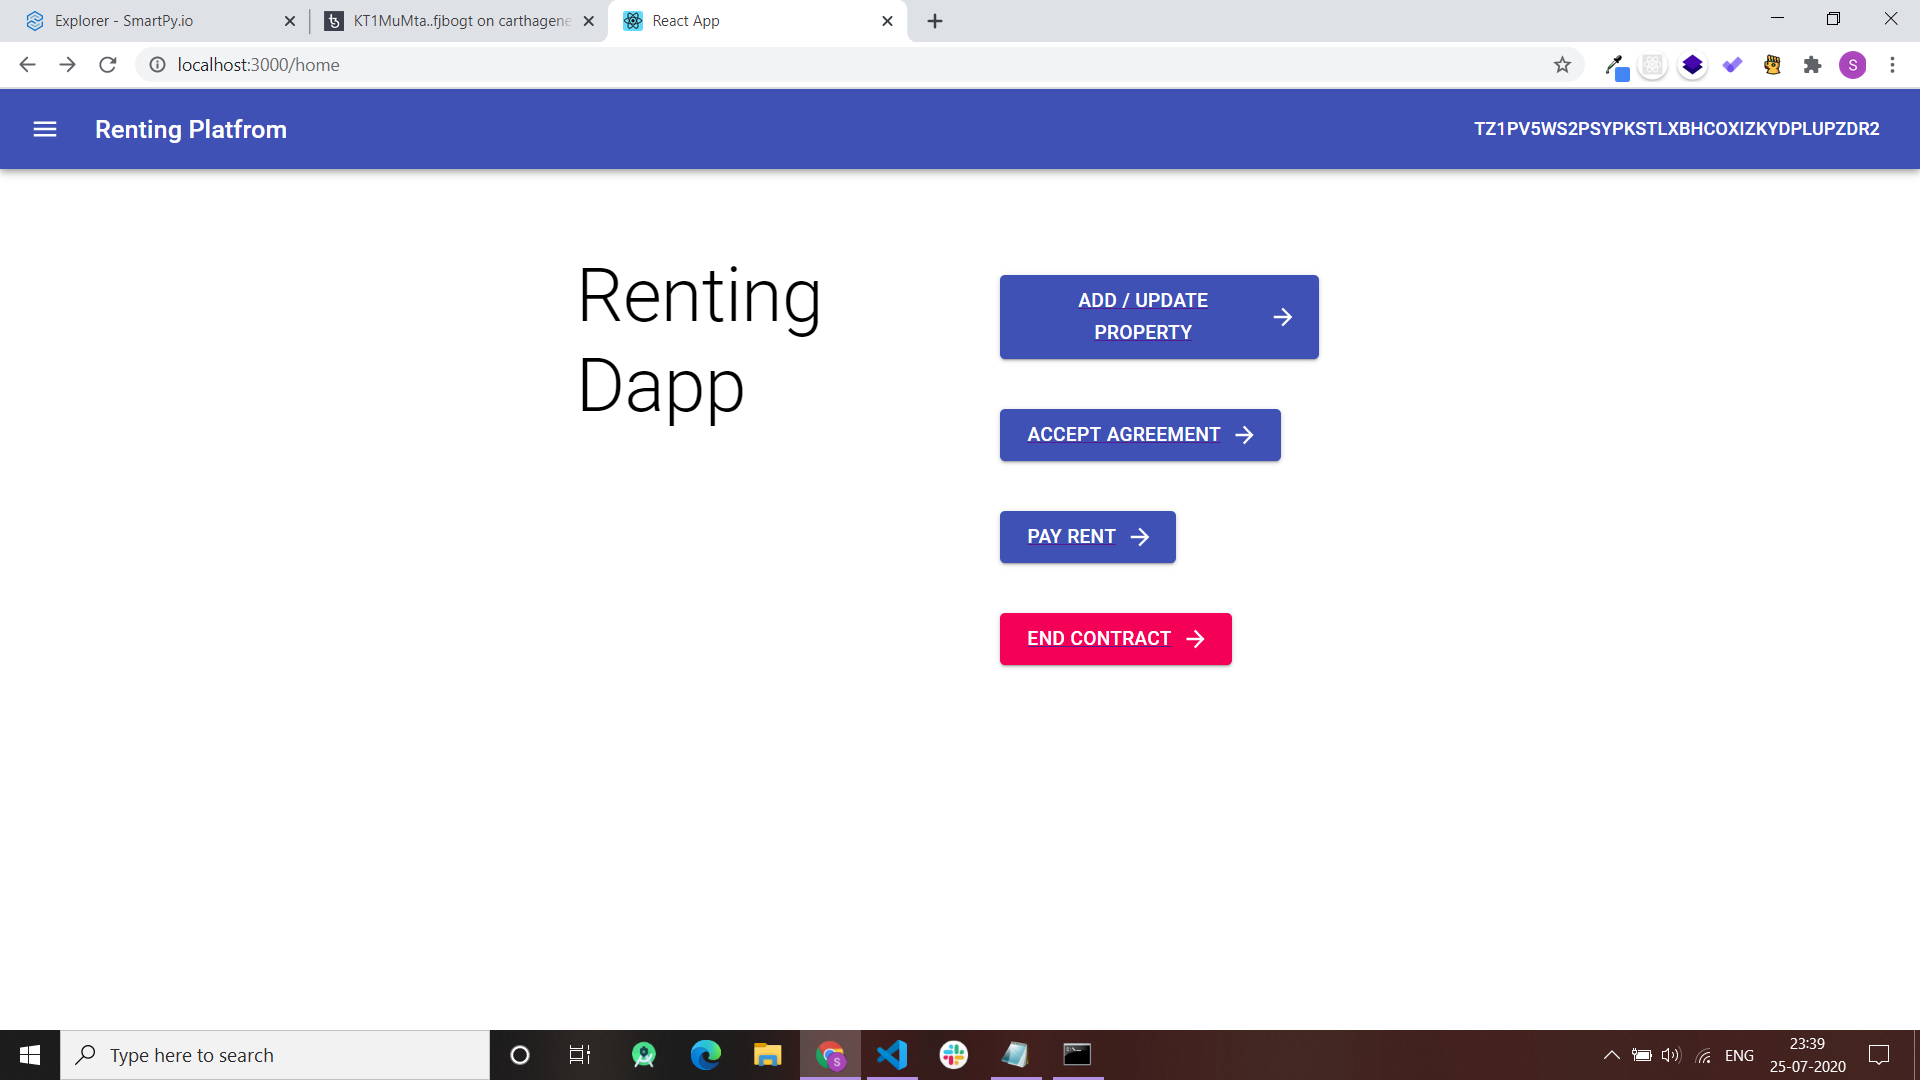 Explorer - SmartPy.io
KT1MuMta..fjbogt on carthagene
React App
localhost:3000/home
S
Renting Platfrom
TZ1PV5WS2PSYPKSTLXBHCOXIZKYDPLUPZDR2
Renting
Dapp
ADD / UPDATE
PROPERTY
ACCEPT AGREEMENT
PAY RENT
END CONTRACT
Type here to search
S
ENG
23:39
25-07-2020